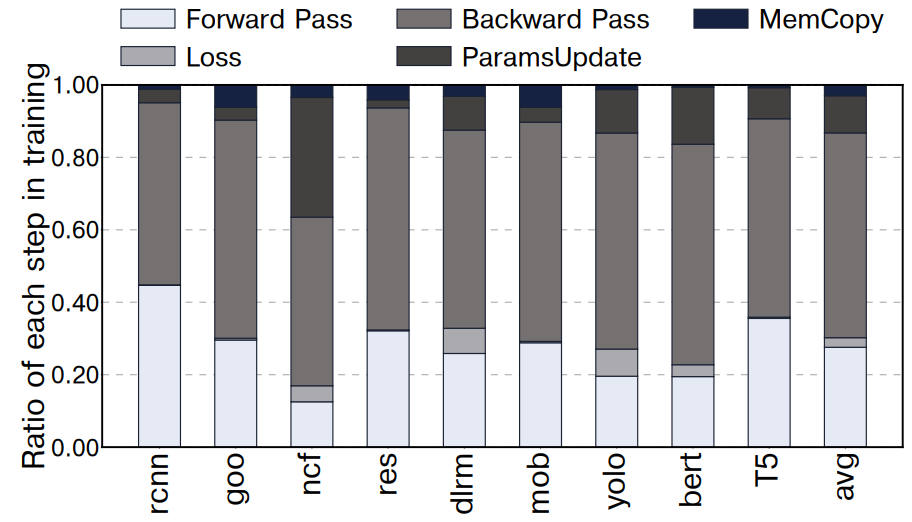 Forward Pass
Backward Pass
MemCopy
Loss
ParamsUpdate
Ratio of each step in training
1.00
0.80
0.60
0.40
0.20
0.00
rcnn
goo
ncf
res
dlrm
mob
yolo
bert
T5
avg